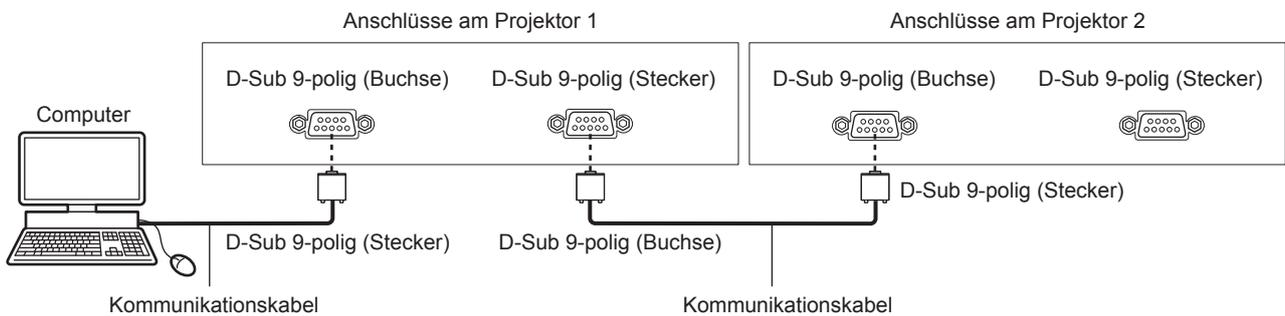 Anschlüsse am Projektor 1
Anschlüsse am Projektor 2
D-Sub 9-polig (Buchse)
D-Sub 9-polig (Stecker)
D-Sub 9-polig (Buchse)
D-Sub 9-polig (Stecker)
Computer
D-Sub 9-polig (Stecker)
D-Sub 9-polig (Stecker)
D-Sub 9-polig (Buchse)
Kommunikationskabel
Kommunikationskabel